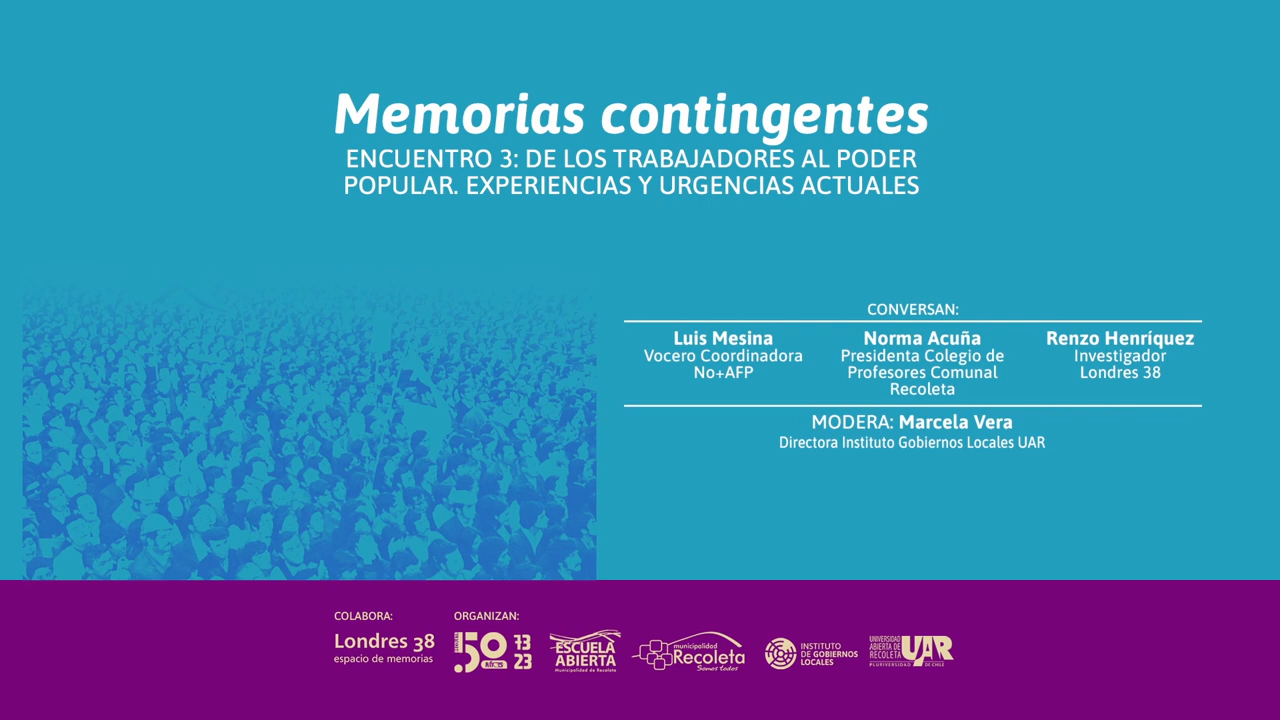 Memorias contingentes
ENCUENTRO 3: DE LOS TRABAJADORES AL PODER
POPULAR. EXPERIENCIAS Y URGENCIAS ACTUALES
CONVERSAN:
Luis Mesina
Vocero Coordinadora
No+AFP
Norma Acuña
Presidenta Colegio de
Profesores Comunal
Recoleta
Renzo Henríquez
Investigador
Londres 38
MODERA: Marcela Vera
Directora Instituto Gobiernos Locales UAR
COLABORA:
Londres 38
espacio de memorias
ORGANIZAN:
50
AÑOS
73
23
ESCUELA
ABIERTA
Municipalidad de Recoleta
municipalidad
Recoleta
Somos todos
INSTITUTO
DE GOBIERNOS
LOCALES
UNIVERSIDAD
ABIERTA DE
RECOLETA
UAR
PLURIVERSIDAD
DE CHILE